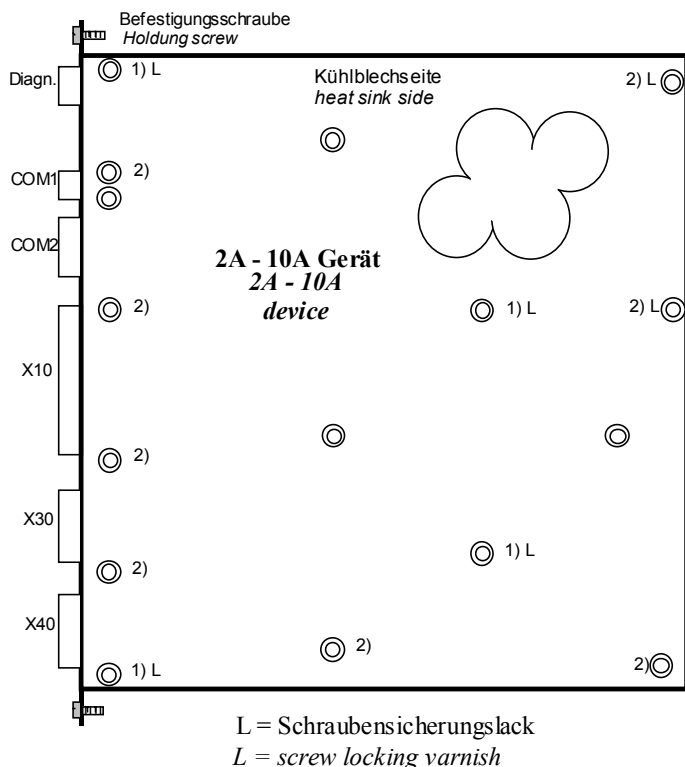 Befestigungsschraube
Holdung screw
Diagn.
1) L
Kühlblechseite
heat sink side
2) L
COM1
2)
COM2
2A - 10A Gerät
2A - 10A
device
2)
1) L
2) L
X10
2)
X30
1) L
2)
X40
2)
2)
1) L
L = Schraubensicherungslack
L = screw locking varnish